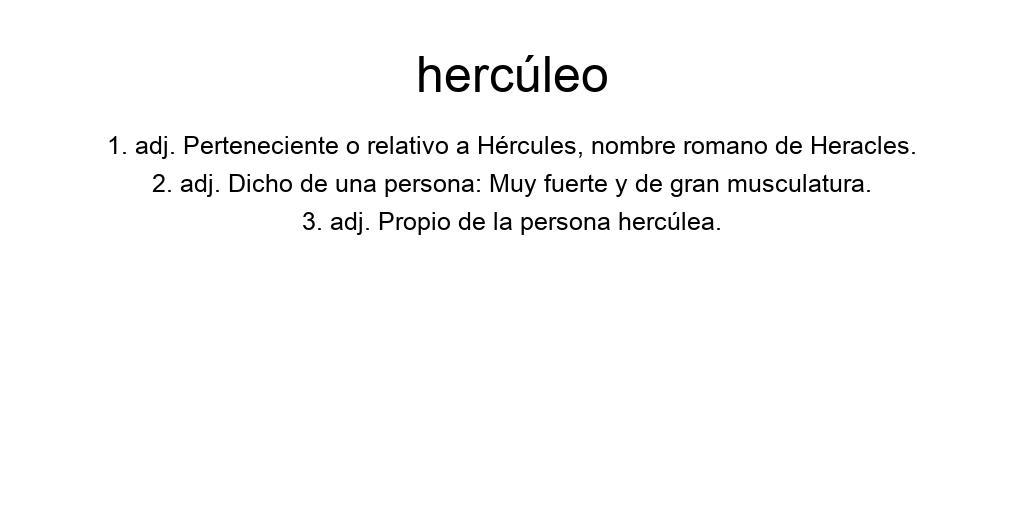 hercúleo
1. adj. Perteneciente o relativo a Hércules, nombre romano de Heracles.
2. adj. Dicho de una persona: Muy fuerte y de gran musculatura.
3. adj. Propio de la persona hercúlea.